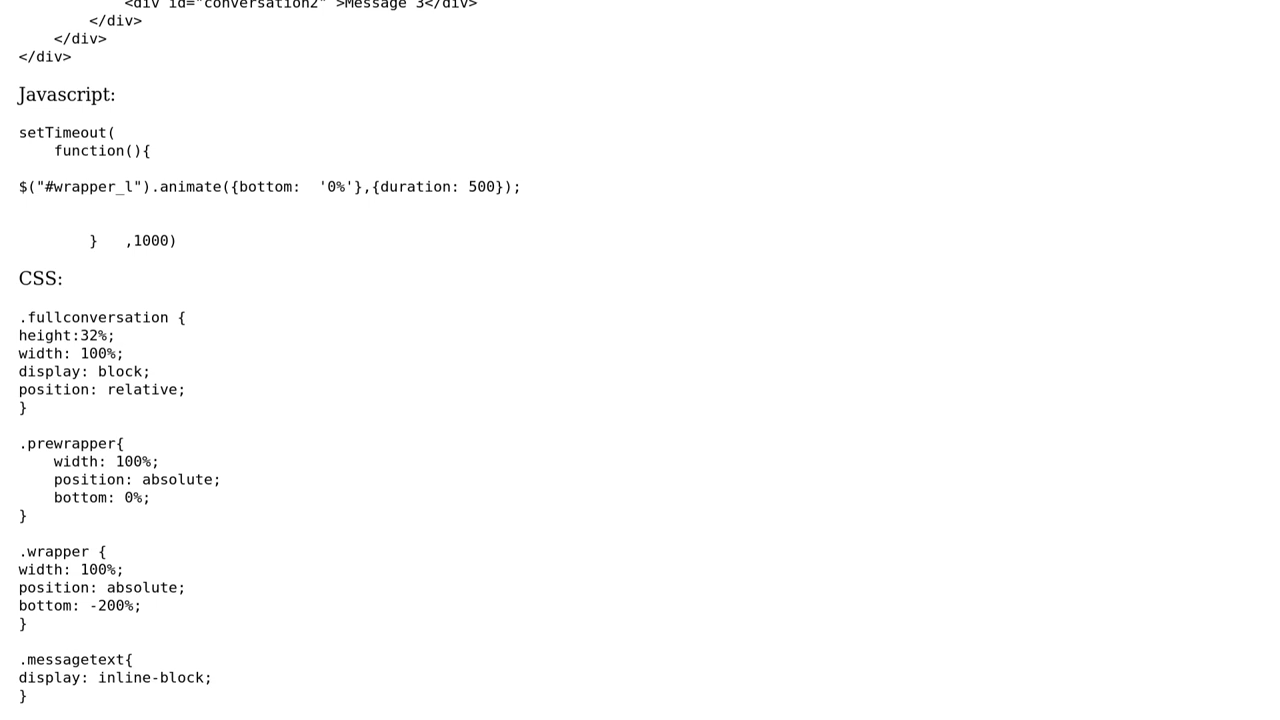 <div id="conversation2" >Message 3</div>
        </div>
    </div>
</div>
Javascript:
setTimeout(
    function(){
$("#wrapper_l").animate({bottom:  '0%'},{duration: 500});
        }   ,1000)
CSS:
.fullconversation {
height:32%;
width: 100%;
display: block;
position: relative;
}
.prewrapper{
    width: 100%;
    position: absolute;
    bottom: 0%;
}
.wrapper {
width: 100%;
position: absolute;
bottom: -200%;
}
.messagetext{
display: inline-block;
}